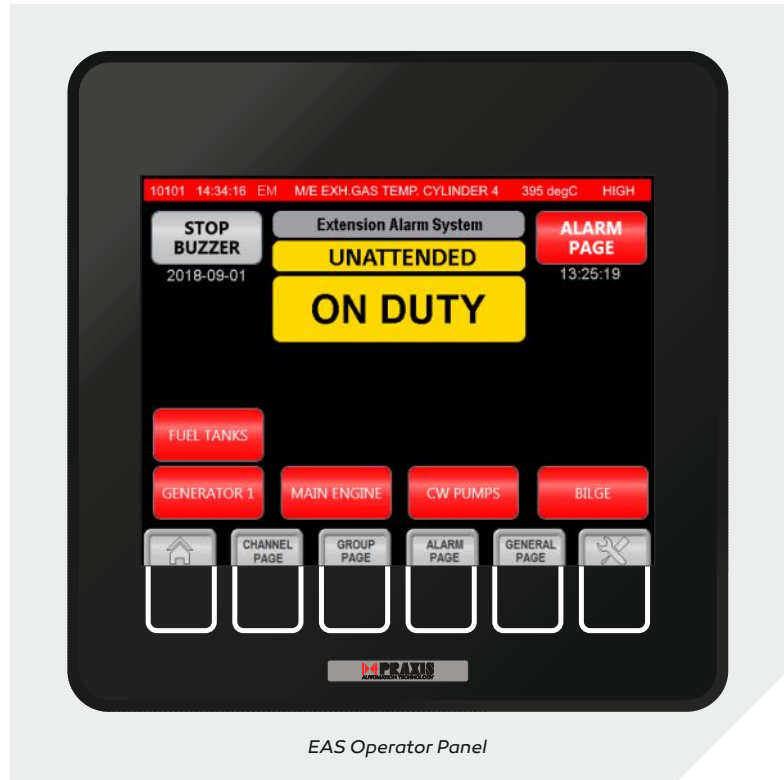 10101 14:34:16 EM M/E EXH.GAS TEMP. CYLINDER 4 395 degC HIGH
STOP
BUZZER
2018-09-01
Extension Alarm System
UNATTENDED
ON DUTY
ALARM
PAGE
13:25:19
FUEL TANKS
GENERATOR 1
MAIN ENGINE
CW PUMPS
BILGE
CHANNEL
PAGE
GROUP
PAGE
ALARM
PAGE
GENERAL
PAGE
PRAXIS
AUTOMATION TECHNOLOGY
EAS Operator Panel